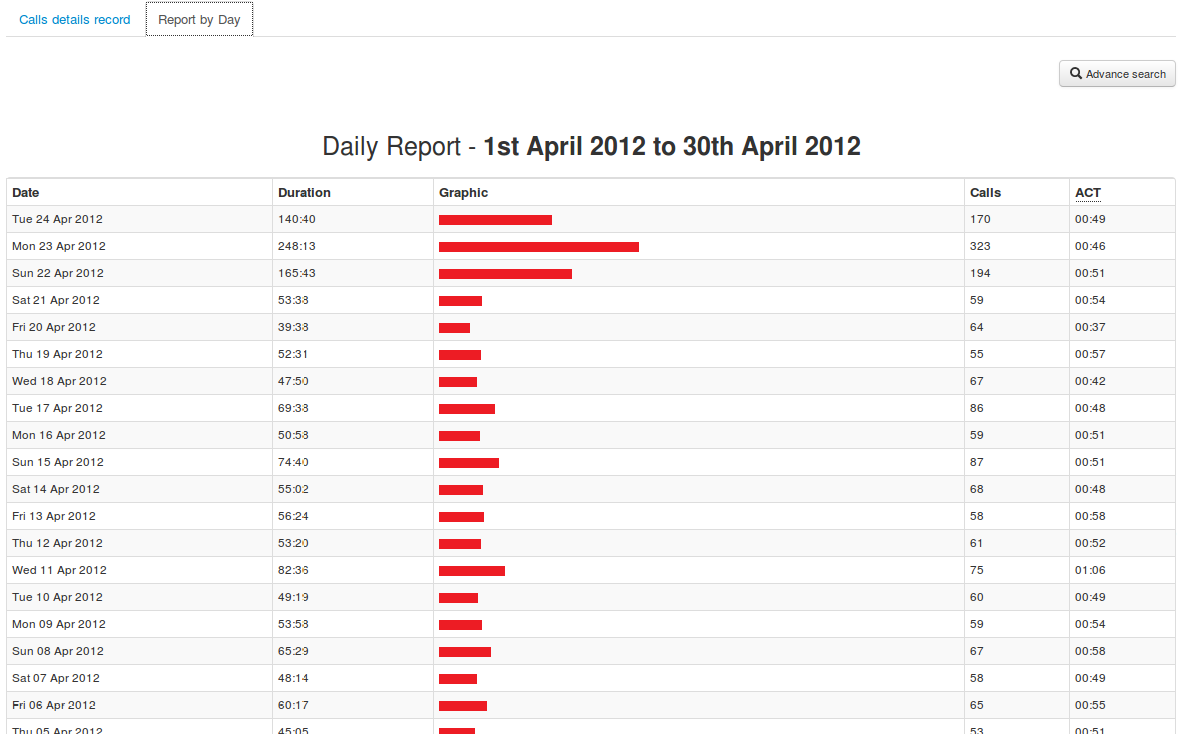 Calls details record Report by Day
Advance search
Daily Report - 1st April 2012 to 30th April 2012
Date Duration Graphic Calls ACT
Tue 24 Apr 2012 140:40 170 00:49
Mon 23 Apr 2012 248:13 323 00:46
Sun 22 Apr 2012 165:43 194 00:51
Sat 21 Apr 2012 53:38 59 00:54
Fri 20 Apr 2012 39:38 64 00:37
Thu 19 Apr 2012 52:31 55 00:57
Wed 18 Apr 2012 47:50 67 00:42
Tue 17 Apr 2012 69:38 86 00:48
Mon 16 Apr 2012 50:58 59 00:51
Sun 15 Apr 2012 74:40 87 00:51
Sat 14 Apr 2012 55:02 68 00:48
Fri 13 Apr 2012 56:24 58 00:58
Thu 12 Apr 2012 53:20 61 00:52
Wed 11 Apr 2012 82:36 75 01:06
Tue 10 Apr 2012 49:19 60 00:49
Mon 09 Apr 2012 53:58 59 00:54
Sun 08 Apr 2012 65:29 67 00:58
Sat 07 Apr 2012 48:14 58 00:49
Fri 06 Apr 2012 60:17 65 00:55
Thu 05 Apr 2012 45:05 53 00:51